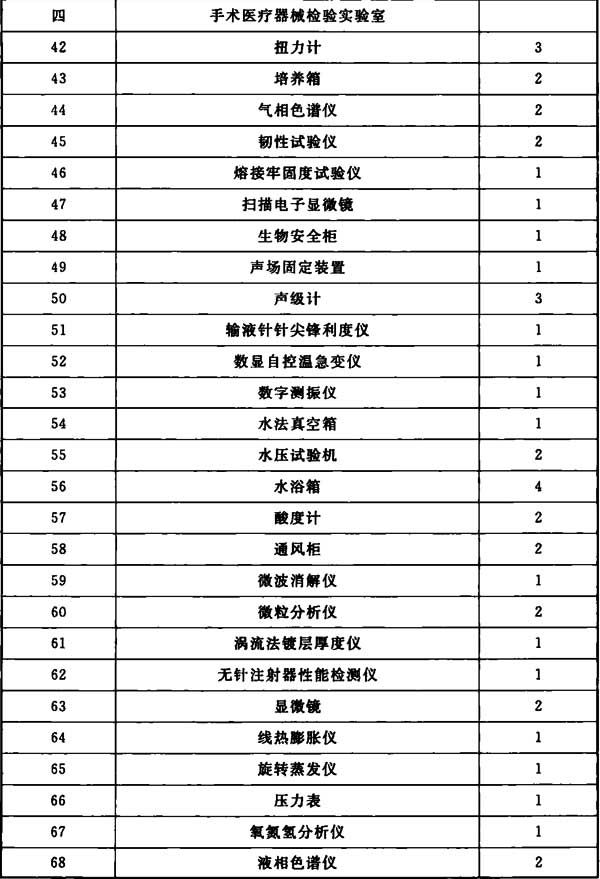 四 手术医疗器械检验实验室
42 扭力计 3
43 培养箱 2
44 气相色谱仪 2
45 韧性试验仪 2
46 熔接牢固度试验仪 1
47 扫描电子显微镜 1
48 生物安全柜 1
49 声场固定装置 1
50 声级计 3
51 输液针针尖锋利度仪 1
52 数显自控温急变仪 1
53 数字测振仪 1
54 水法真空箱 1
55 水压试验机 2
56 水浴箱 4
57 酸度计 2
58 通风柜 2
59 微波消解仪 1
60 微粒分析仪 2
61 涡流法镀层厚度仪 1
62 无针注射器性能检测仪 1
63 显微镜 2
64 线热膨胀仪 1
65 旋转蒸发仪 1
66 压力表 1
67 氧氮氢分析仪 1
68 液相色谱仪 2